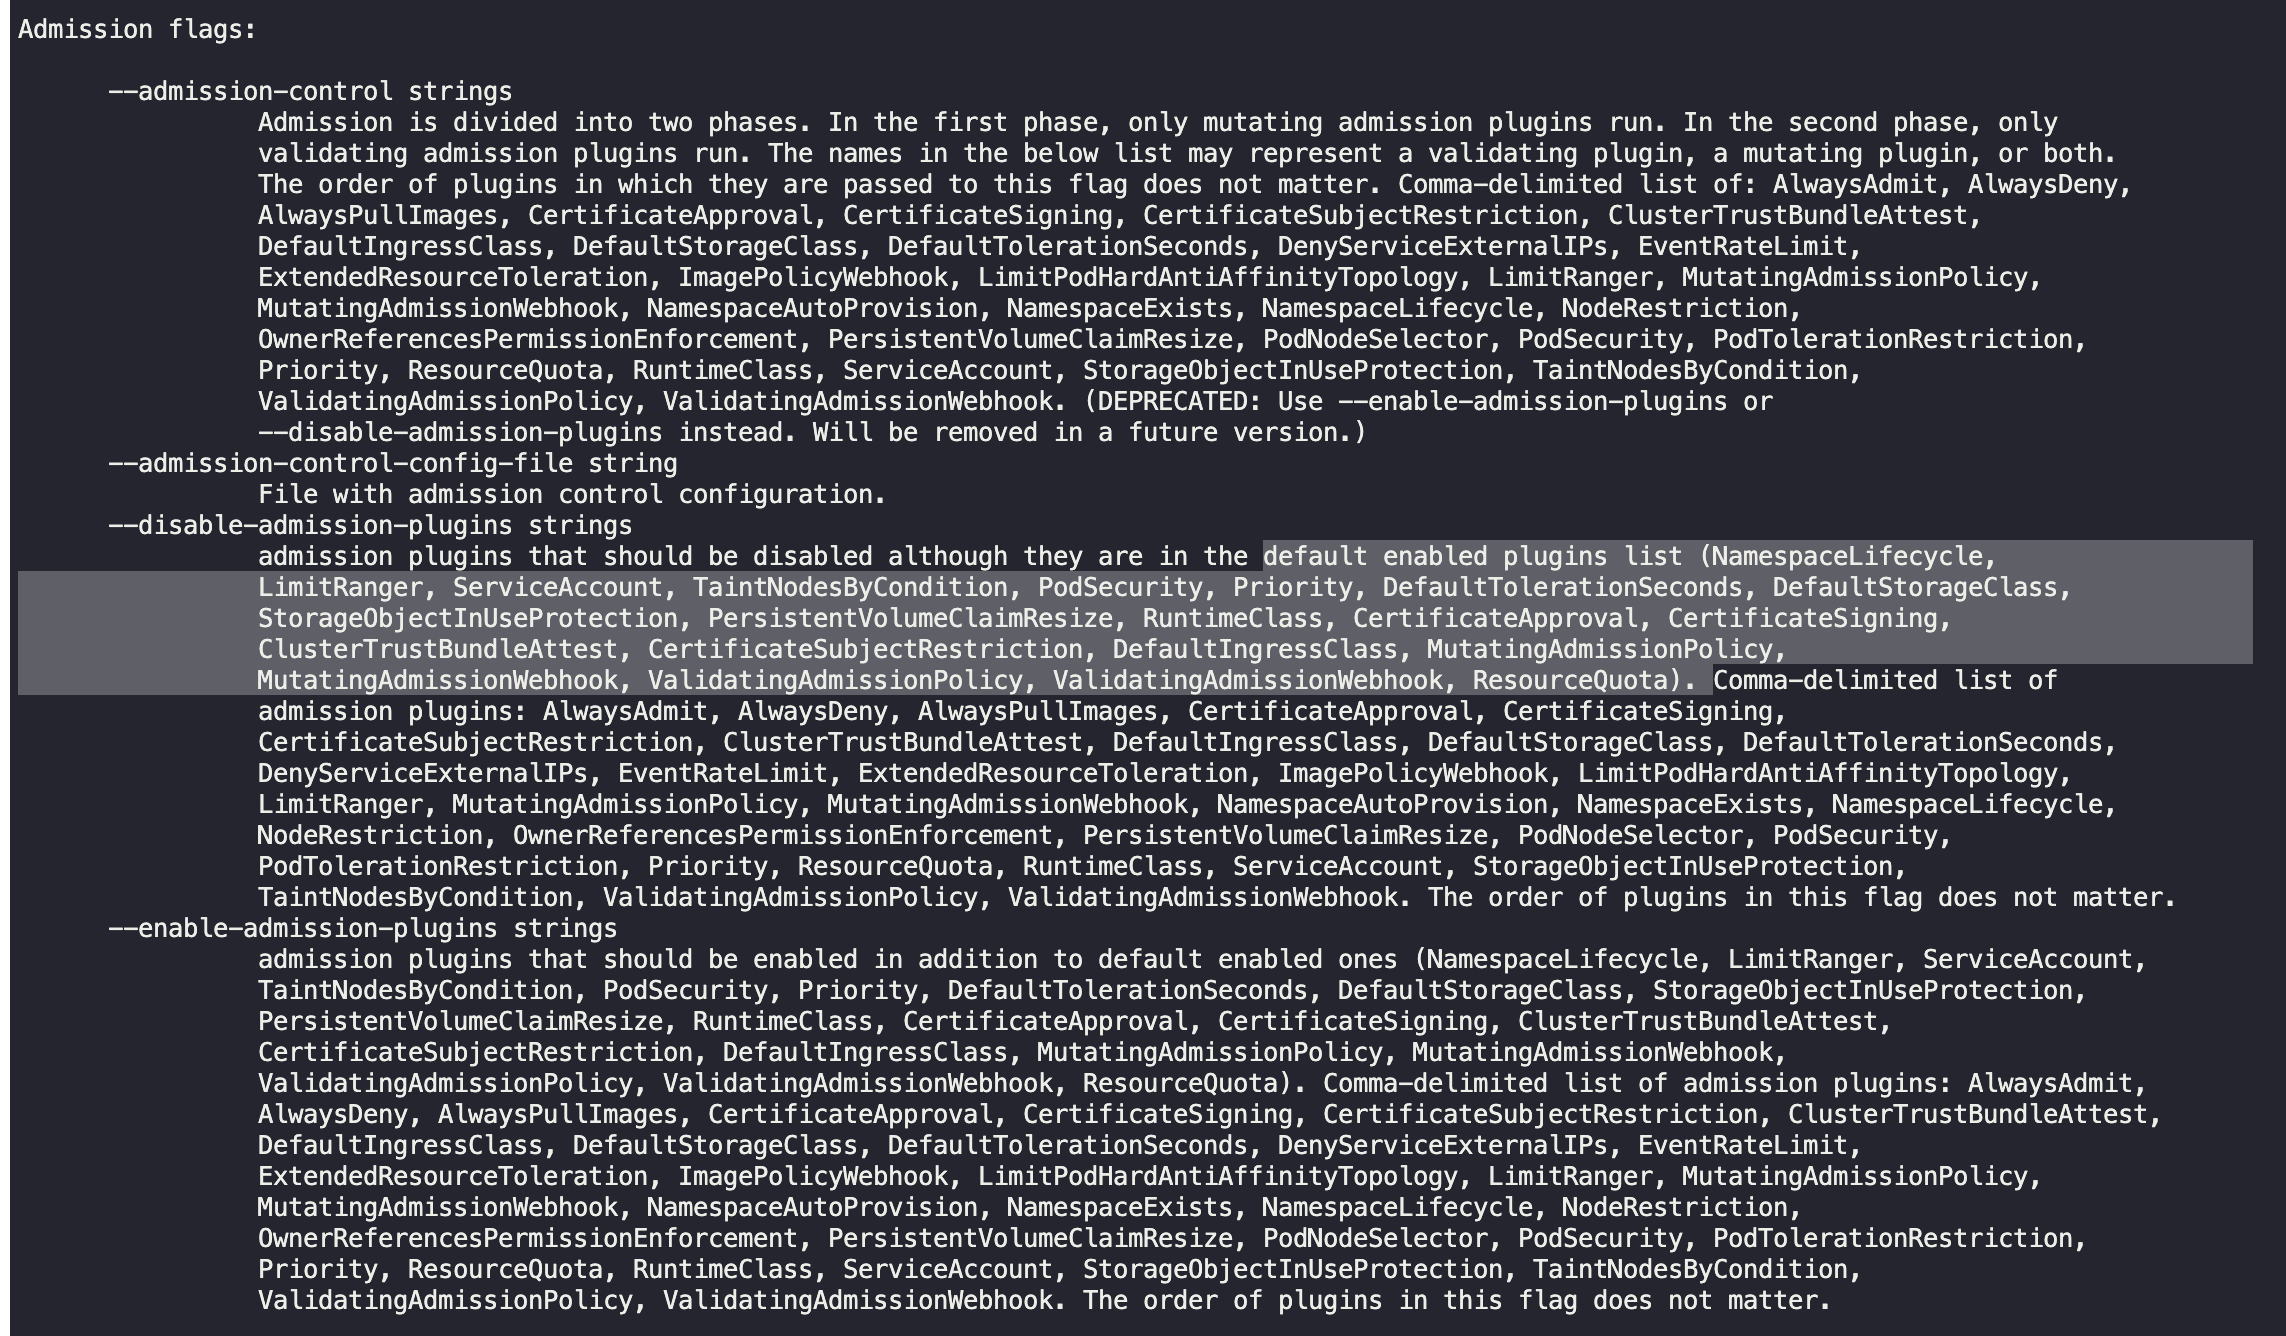 Admission flags:
--admission-control strings
Admission is divided into two phases. In the first phase, only mutating admission plugins run. In the second phase, only
validating admission plugins run. The names in the below list may represent a validating plugin, a mutating plugin, or both.
The order of plugins in which they are passed to this flag does not matter. Comma-delimited list of: AlwaysAdmit, AlwaysDeny,
AlwaysPullImages, CertificateApproval, CertificateSigning, CertificateSubjectRestriction, ClusterTrustBundleAttest,
DefaultIngressClass, DefaultStorageClass, DefaultTolerationSeconds, DenyServiceExternalIPs, EventRateLimit,
ExtendedResourceToleration, ImagePolicyWebhook, LimitPodHardAntiAffinityTopology, LimitRanger, MutatingAdmissionPolicy,
MutatingAdmissionWebhook, NamespaceAutoProvision, NamespaceExists, NamespaceLifecycle, NodeRestriction,
OwnerReferencesPermissionEnforcement, PersistentVolumeClaimResize, PodNodeSelector, PodSecurity, PodTolerationRestriction,
Priority, ResourceQuota, RuntimeClass, ServiceAccount, StorageObjectInUseProtection, TaintNodesByCondition,
ValidatingAdmissionPolicy, ValidatingAdmissionWebhook. (DEPRECATED: Use --enable-admission-plugins or
--disable-admission-plugins instead. Will be removed in a future version.)
--admission-control-config-file string
File with admission control configuration.
--disable-admission-plugins strings
admission plugins that should be disabled although they are in the default enabled plugins list (NamespaceLifecycle,
LimitRanger, ServiceAccount, TaintNodesByCondition, PodSecurity, Priority, DefaultTolerationSeconds, DefaultStorageClass,
StorageObjectInUseProtection, PersistentVolumeClaimResize, RuntimeClass, CertificateApproval, CertificateSigning,
ClusterTrustBundleAttest, CertificateSubjectRestriction, DefaultIngressClass, MutatingAdmissionPolicy,
MutatingAdmissionWebhook, ValidatingAdmissionPolicy, ValidatingAdmissionWebhook, ResourceQuota). Comma-delimited list of
admission plugins: AlwaysAdmit, AlwaysDeny, AlwaysPullImages, CertificateApproval, CertificateSigning,
CertificateSubjectRestriction, ClusterTrustBundleAttest, DefaultIngressClass, DefaultStorageClass, DefaultTolerationSeconds,
DenyServiceExternalIPs, EventRateLimit, ExtendedResourceToleration, ImagePolicyWebhook, LimitPodHardAntiAffinityTopology,
LimitRanger, MutatingAdmissionPolicy, MutatingAdmissionWebhook, NamespaceAutoProvision, NamespaceExists, NamespaceLifecycle,
NodeRestriction, OwnerReferencesPermissionEnforcement, PersistentVolumeClaimResize, PodNodeSelector, PodSecurity,
PodTolerationRestriction, Priority, ResourceQuota, RuntimeClass, ServiceAccount, StorageObjectInUseProtection,
TaintNodesByCondition, ValidatingAdmissionPolicy, ValidatingAdmissionWebhook. The order of plugins in this flag does not matter.
--enable-admission-plugins strings
admission plugins that should be enabled in addition to default enabled ones (NamespaceLifecycle, LimitRanger, ServiceAccount,
TaintNodesByCondition, PodSecurity, Priority, DefaultTolerationSeconds, DefaultStorageClass, StorageObjectInUseProtection,
PersistentVolumeClaimResize, RuntimeClass, CertificateApproval, CertificateSigning, ClusterTrustBundleAttest,
CertificateSubjectRestriction, DefaultIngressClass, MutatingAdmissionPolicy, MutatingAdmissionWebhook,
ValidatingAdmissionPolicy, ValidatingAdmissionWebhook, ResourceQuota). Comma-delimited list of admission plugins: AlwaysAdmit,
AlwaysDeny, AlwaysPullImages, CertificateApproval, CertificateSigning, CertificateSubjectRestriction, ClusterTrustBundleAttest,
DefaultIngressClass, DefaultStorageClass, DefaultTolerationSeconds, DenyServiceExternalIPs, EventRateLimit,
ExtendedResourceToleration, ImagePolicyWebhook, LimitPodHardAntiAffinityTopology, LimitRanger, MutatingAdmissionPolicy,
MutatingAdmissionWebhook, NamespaceAutoProvision, NamespaceExists, NamespaceLifecycle, NodeRestriction,
OwnerReferencesPermissionEnforcement, PersistentVolumeClaimResize, PodNodeSelector, PodSecurity, PodTolerationRestriction,
Priority, ResourceQuota, RuntimeClass, ServiceAccount, StorageObjectInUseProtection, TaintNodesByCondition,
ValidatingAdmissionPolicy, ValidatingAdmissionWebhook. The order of plugins in this flag does not matter.